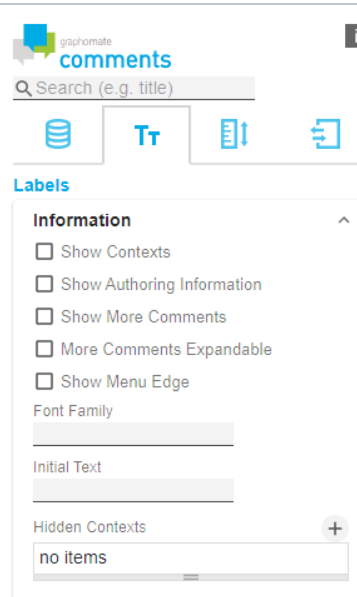 graphomate
comments
Search (e.g. title)
TT
Labels
Information
Show Contexts
Show Authoring Information
Show More Comments
More Comments Expandable
Show Menu Edge
Font Family
Initial Text
Hidden Contexts
no items